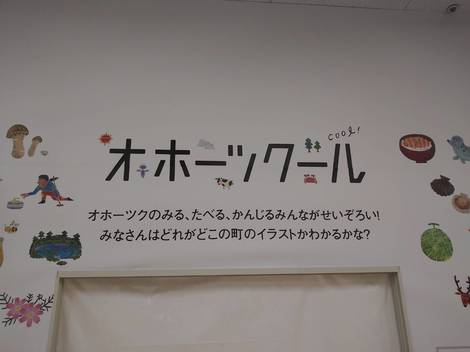 cool!
オホーツクール
オホーツクのみる、たべる、かんじるみんながせいぞろい!
みなさんはどれがどこの町のイラストかわかるかな?